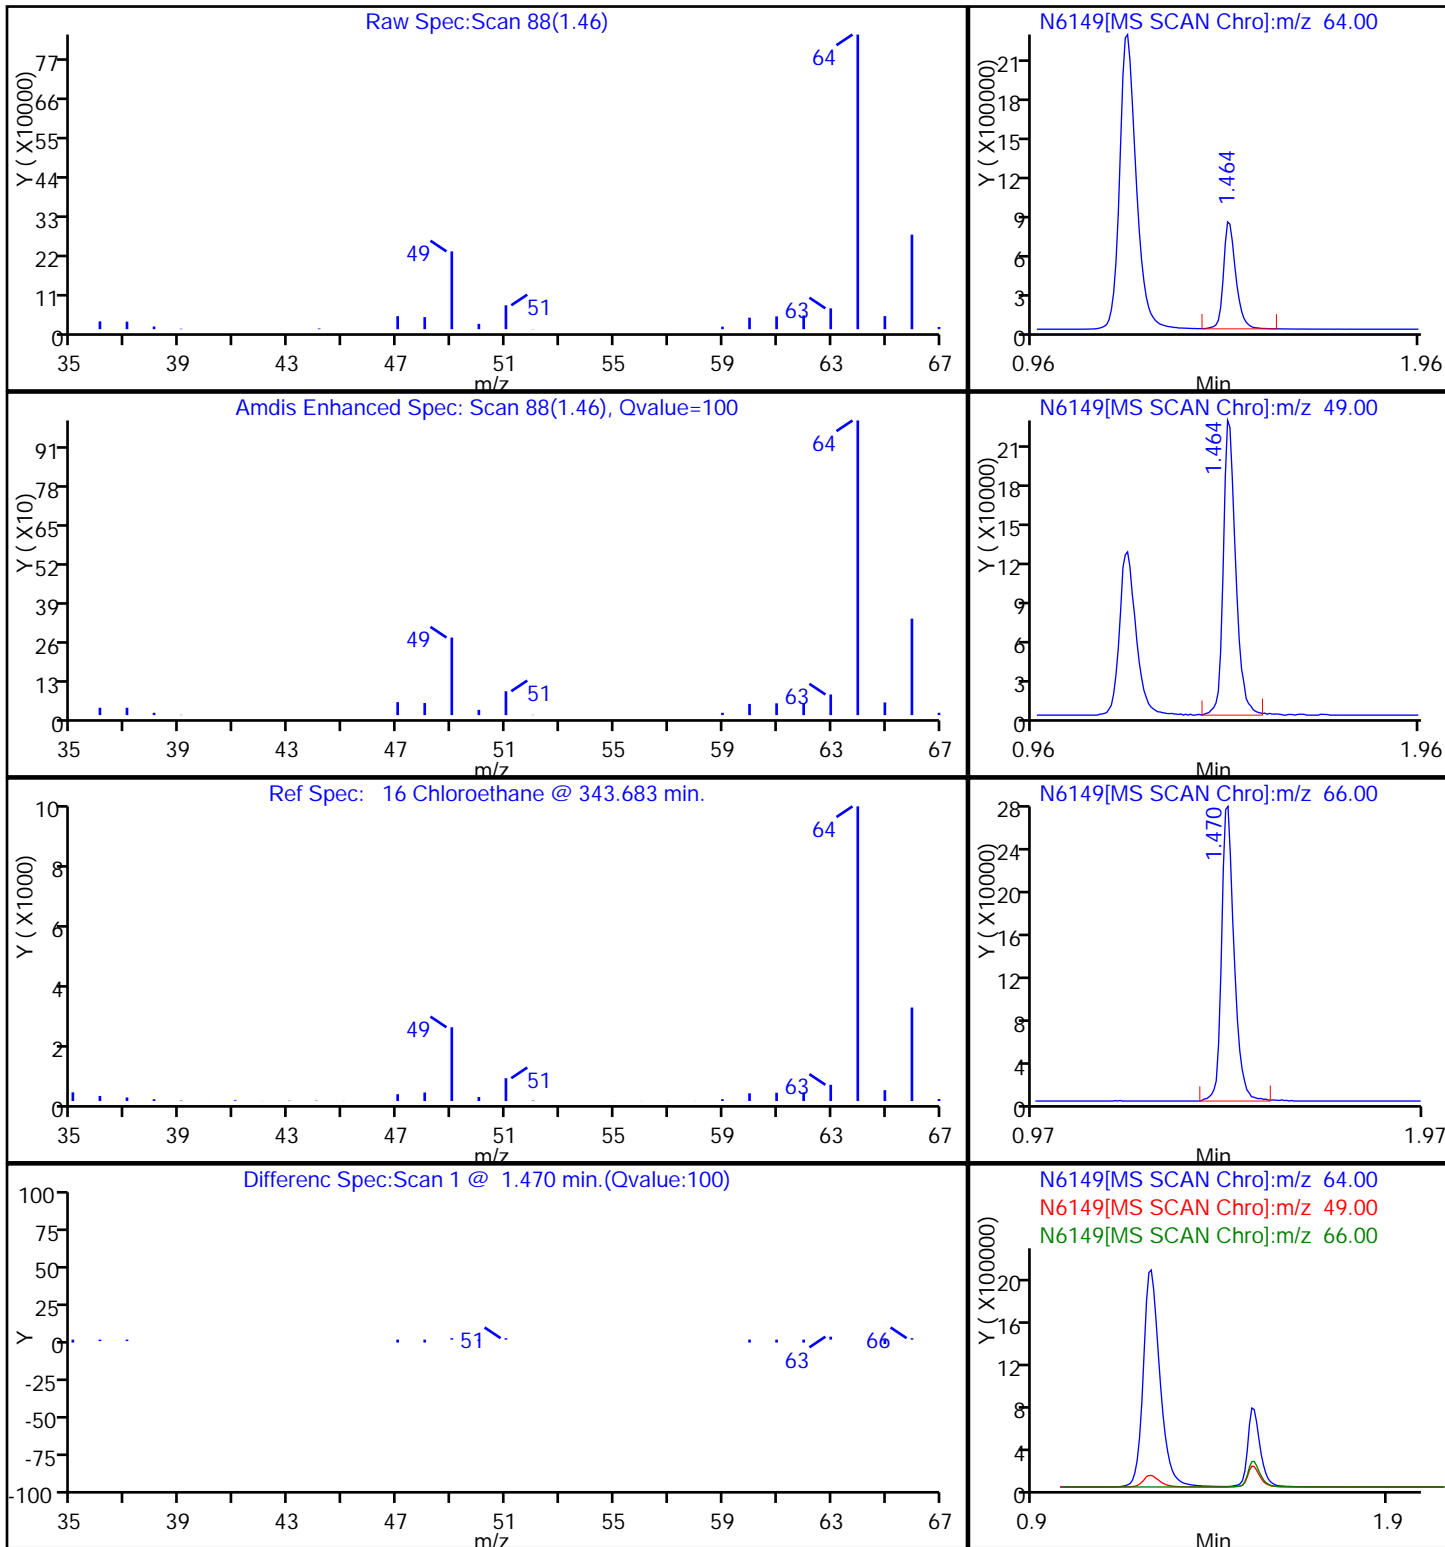 Raw Spec:Scan 88(1.46)
Y ( X100000)
77
66
55
44
33
22
11
0
64
49
51
63
35 39 43 47 51 55 59 63 67
m/z
N6149[MS SCAN Chro]:m/z 64.00
Y ( X100000)
21
18
15
12
9
6
3
0
1.464
0.96 1.96
Min
Amdis Enhanced Spec: Scan 88(1.46), Qvalue=100
Y ( X10)
91
78
65
52
39
26
13
0
64
49
51
63
35 39 43 47 51 55 59 63 67
m/z
N6149[MS SCAN Chro]:m/z 49.00
Y ( X10000)
21
18
15
12
9
6
3
0
1.464
0.96 1.96
Min
Ref Spec: 16 Chloroethane @ 343.683 min.
Y ( X1000)
10
8
6
4
2
0
64
49
51
63
35 39 43 47 51 55 59 63 67
m/z
N6149[MS SCAN Chro]:m/z 66.00
Y ( X10000)
28
24
20
16
12
8
4
0
1.470
0.97 1.97
Min
Differenc Spec:Scan 1 @ 1.470 min.(Qvalue:100)
Y
100
75
50
25
0
-25
-50
-75
-100
51
63
66
35 39 43 47 51 55 59 63 67
m/z
N6149[MS SCAN Chro]:m/z 64.00
N6149[MS SCAN Chro]:m/z 49.00
N6149[MS SCAN Chro]:m/z 66.00
Y ( X100000)
20
16
12
8
4
0
0.9 1.9
Min